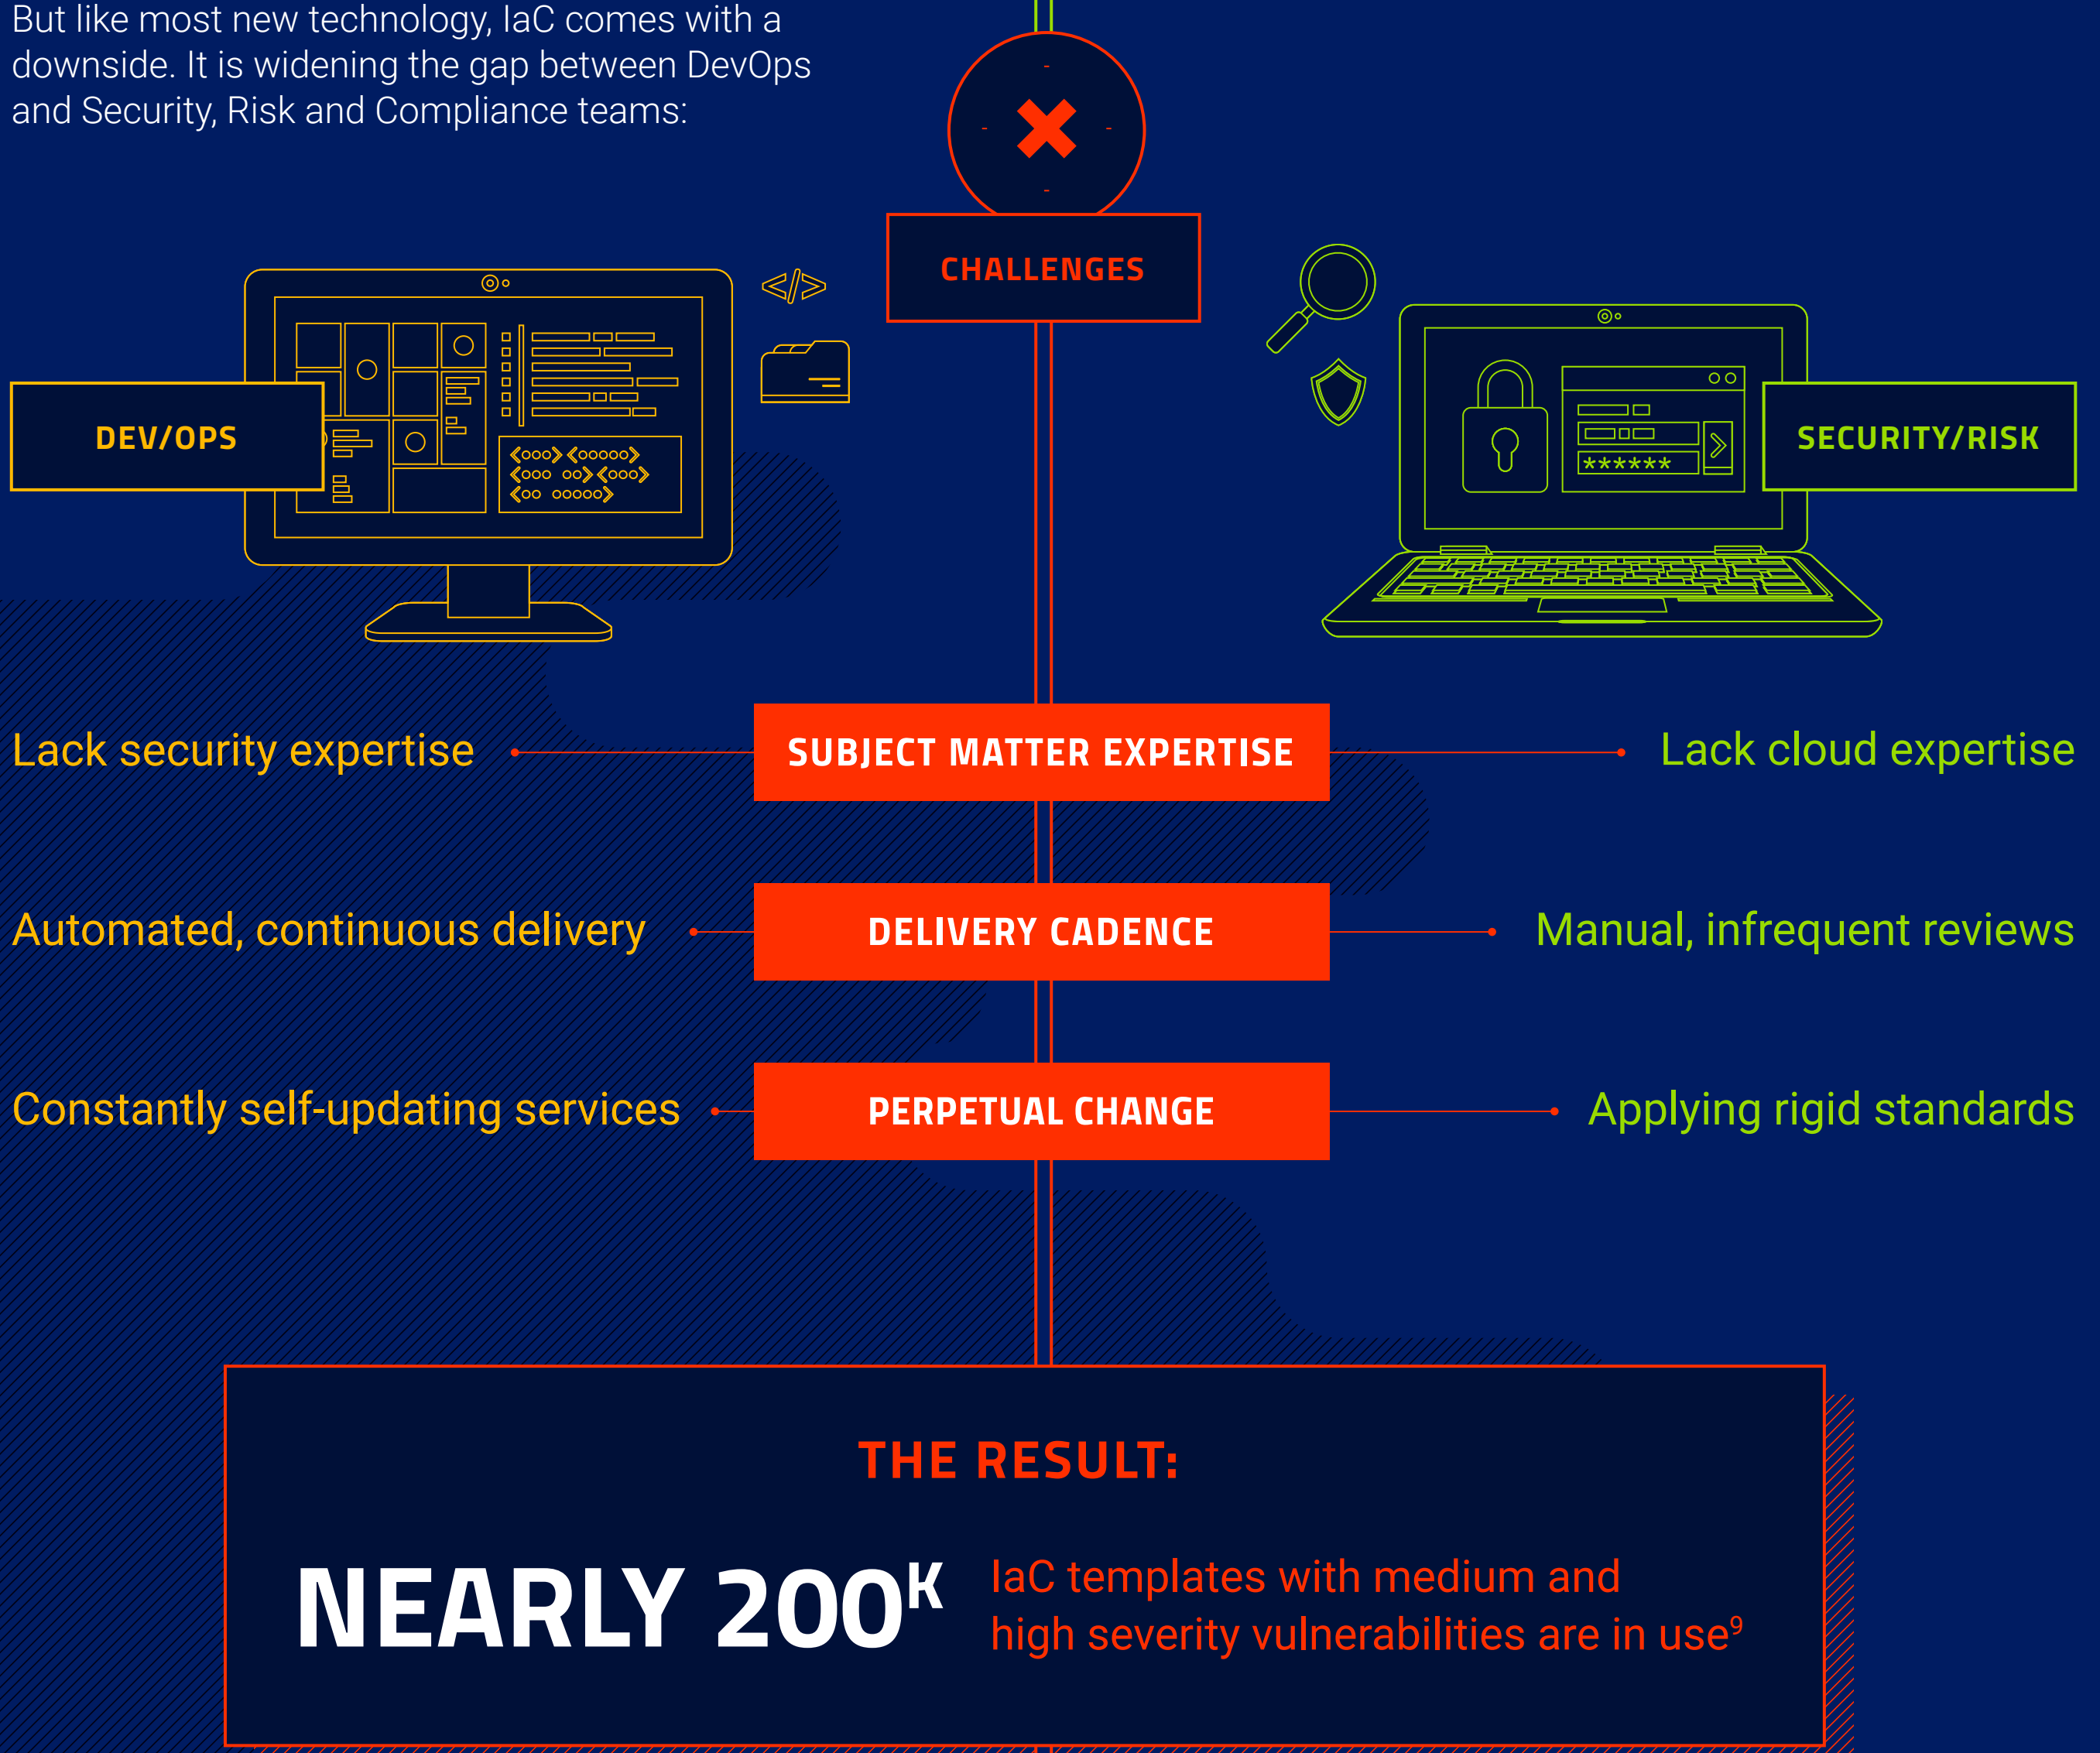 But like most new technology, IaC comes with a
downside. It is widening the gap between DevOps
and Security, Risk and Compliance teams:
CHALLENGES
</>
DEV/OPS
SECURITY/RISK
******
Lack security expertise
SUBJECT MATTER EXPERTISE
Lack cloud expertise
Automated, continuous delivery
DELIVERY CADENCE
Manual, infrequent reviews
Constantly self-updating services
PERPETUAL CHANGE
Applying rigid standards
THE RESULT:
NEARLY 200K
IaC templates with medium and
high severity vulnerabilities are in use9